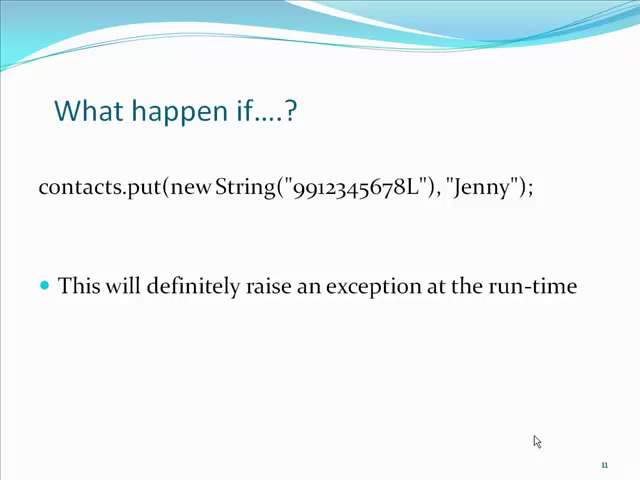 What happen if....?
contacts.put(new String("9912345678L"), "Jenny");
This will definitely raise an exception at the run-time
11